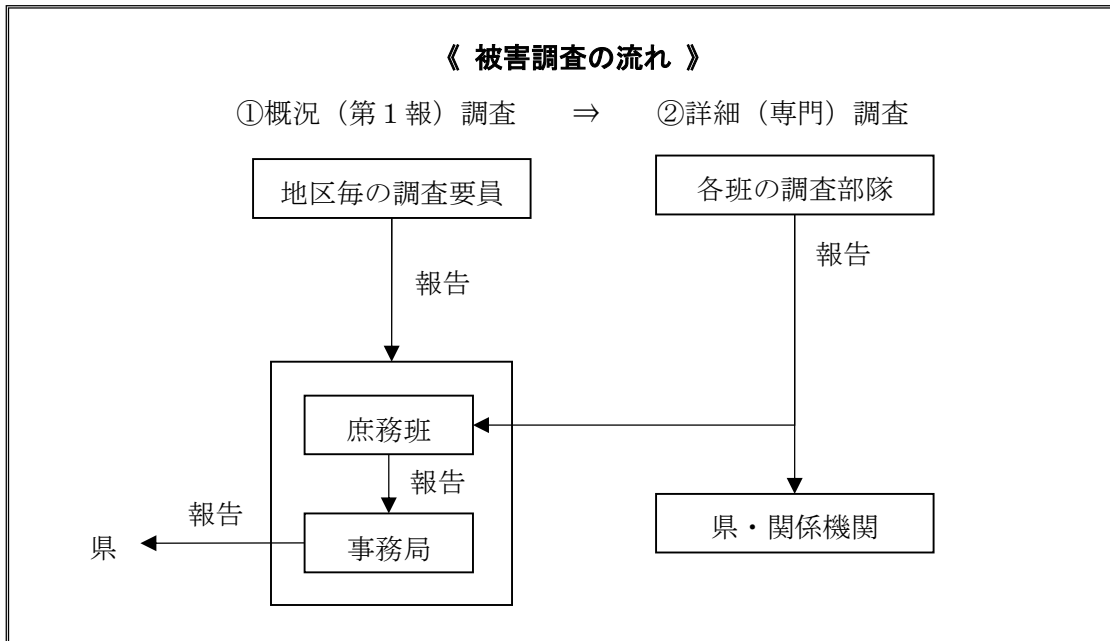 《 被害調査の流れ 》
①概況（第１報）調査　⇒　②詳細（専門）調査
地区毎の調査要員
各班の調査部隊
報告
報告
庶務班
報告
報告
県
事務局
県・関係機関